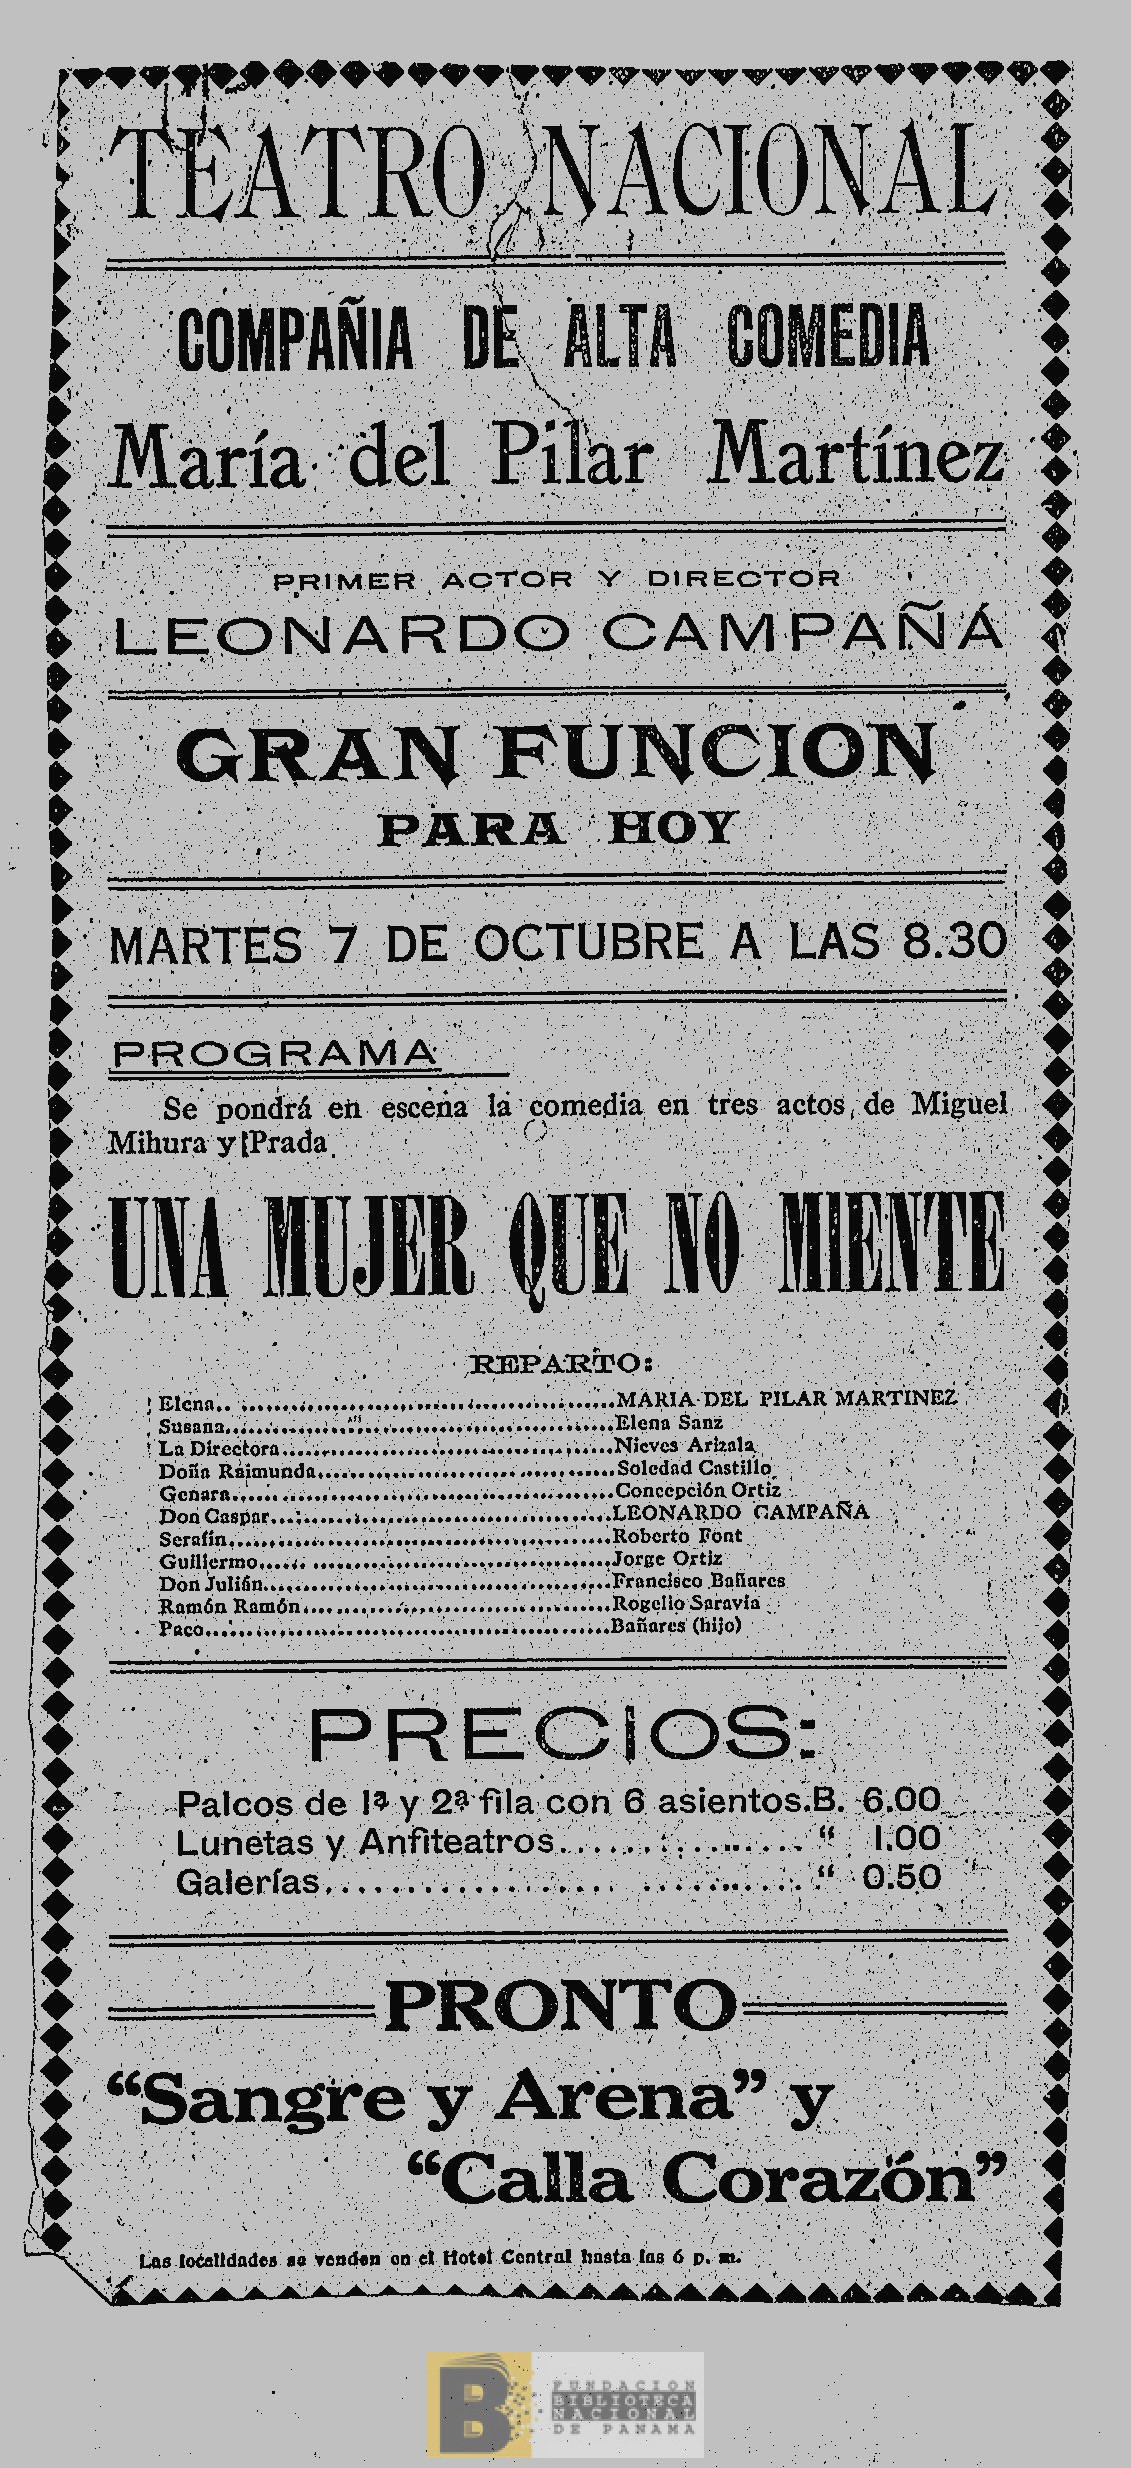 TEATRO NACIONAL
COMPAÑIA DE ALTA COMEDIA
María del Pilar Martínez
PRIMER ACTOR Y DIRECTOR
LEONARDO CAMPAÑÁ
GRAN FUNCION
PARA HOY
MARTES 7 DE OCTUBRE A LAS 8.30
PROGRAMA
Se pondrá en escena la comedia en tres actos, de Miguel
Mihura y Prada.
UNA MUJER QUE NO MIENTE
REPARTO:
Elena........MARIA DEL PILAR MARTINEZ
Susana........Elena Sanz
La Directora........Nieves Arizala
Doña Raimunda........Soledad Castillo
Genara........Concepción Ortiz
Don Gaspar........LEONARDO CAMPAÑA
Serafín........Roberto Font
Guillermo........Jorge Ortiz
Don Julián........Francisco Bañares
Ramón Ramón........Rogelio Saravia
Paco........Bañares (hijo)
PRECIOS:
Palcos de 1ª y 2ª fila con 6 asientos.B. 6.00
Lunetas y Anfiteatros........“ 1.00
Galerías........“ 0.50
PRONTO
“Sangre y Arena” y
“Calla Corazón”
Las localidades se venden en el Hotel Central hasta las 6 p. m.
B
FUNDACION
BIBLIOTECA
NACIONAL
DE PANAMA